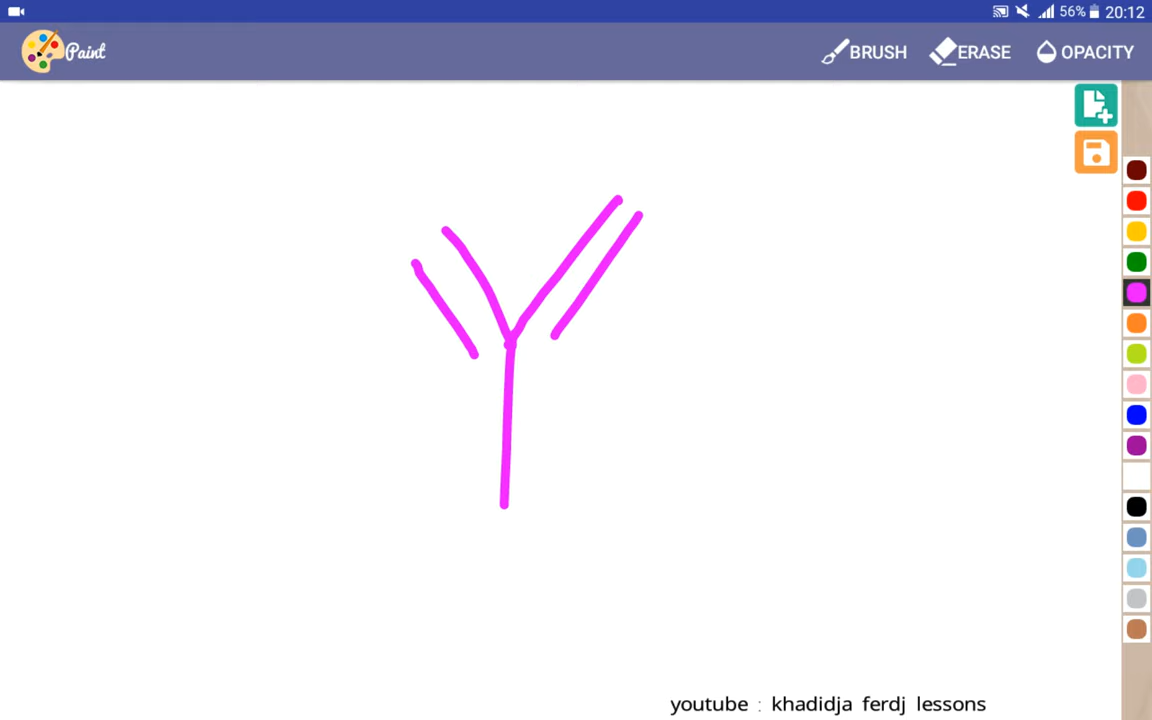 56% 20:12
Paint BRUSH ERASE OPACITY
youtube : khadidja ferdj lessons